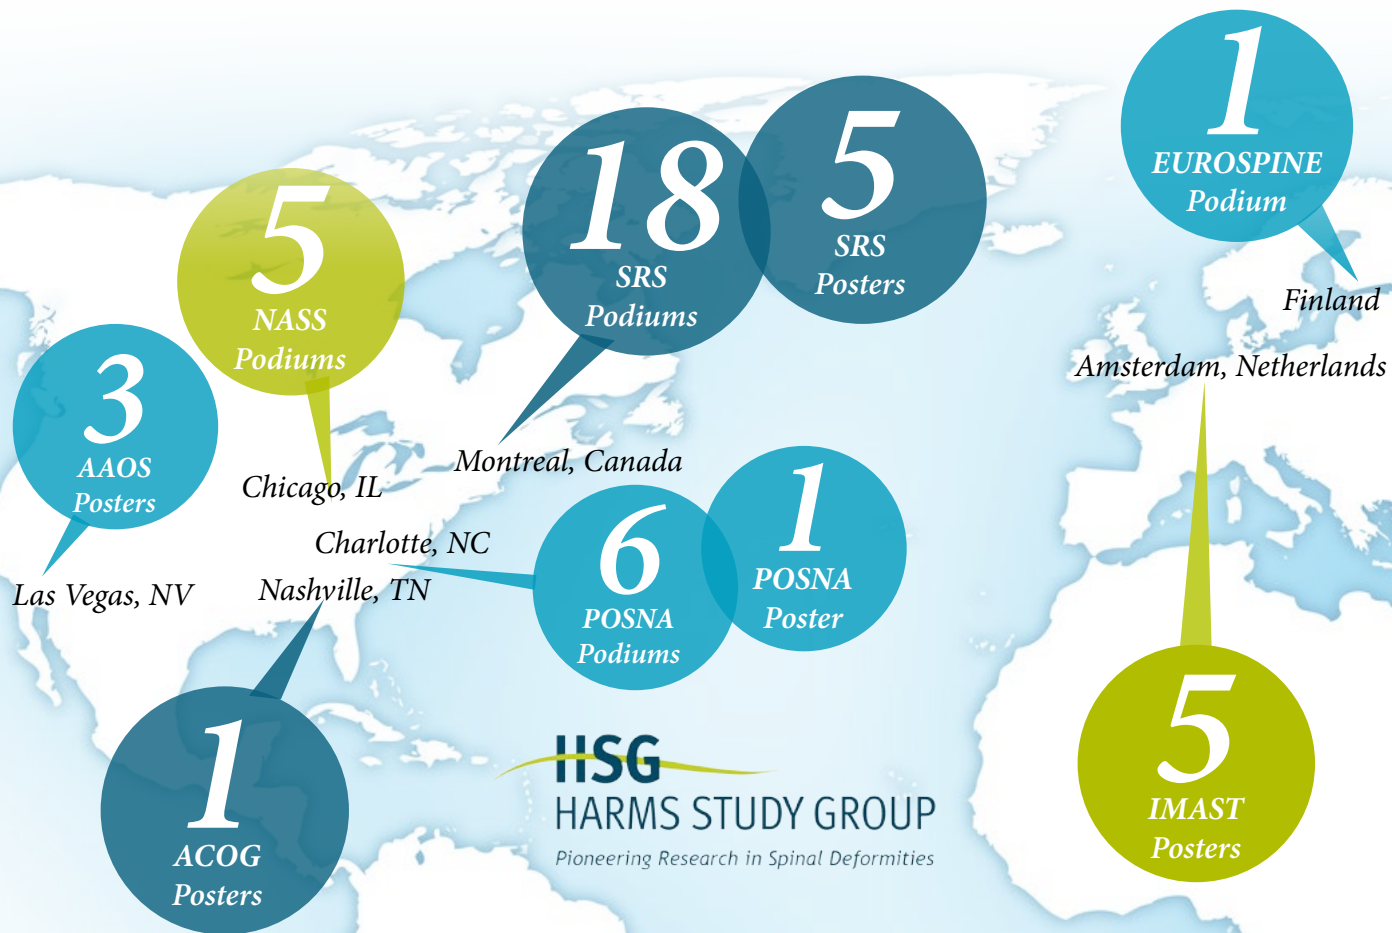 1
EUROSPINE
Podium
Finland
18
SRS
Podiums
5
SRS
Posters
Montreal, Canada
5
NASS
Podiums
Chicago, IL
3
AAOS
Posters
Las Vegas, NV
Amsterdam, Netherlands
5
IMAST
Posters
Charlotte, NC
6
POSNA
Podiums
1
POSNA
Poster
Nashville, TN
1
ACOG
Posters
HSG
HARMS STUDY GROUP
Pioneering Research in Spinal Deformities